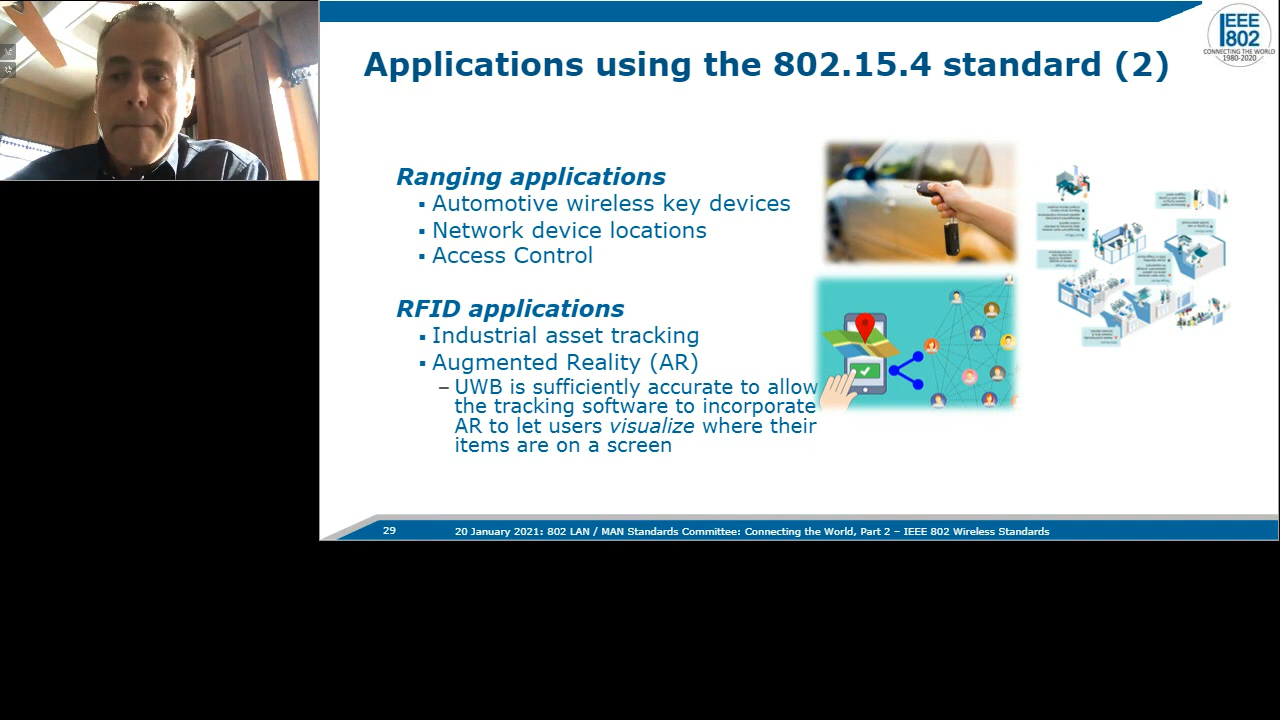 IEEE
802
CONNECTING THE WORLD
1980-2020
Applications using the 802.15.4 standard (2)
Ranging applications
▪ Automotive wireless key devices
▪ Network device locations
▪ Access Control
RFID applications
▪ Industrial asset tracking
▪ Augmented Reality (AR)
– UWB is sufficiently accurate to allow
the tracking software to incorporate
AR to let users visualize where their
items are on a screen
29
20 January 2021: 802 LAN / MAN Standards Committee: Connecting the World, Part 2 – IEEE 802 Wireless Standards